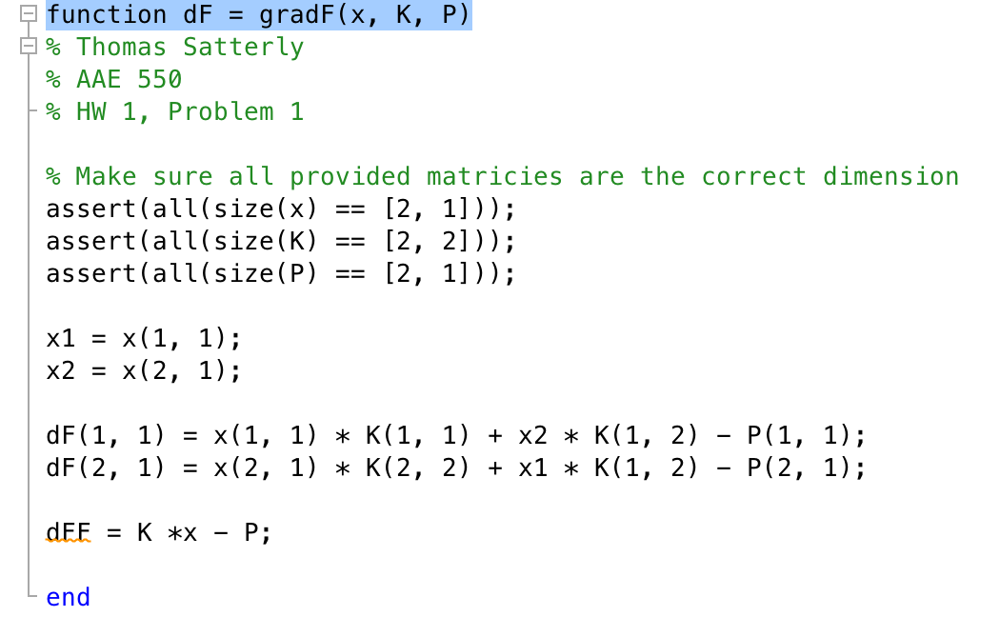 function dF = gradF(x, K, P)
% Thomas Satterly
% AAE 550
% HW 1, Problem 1
% Make sure all provided matricies are the correct dimension
assert(all(size(x) == [2, 1]));
assert(all(size(K) == [2, 2]));
assert(all(size(P) == [2, 1]));
x1 = x(1, 1);
x2 = x(2, 1);
dF(1, 1) = x(1, 1) * K(1, 1) + x2 * K(1, 2) - P(1, 1);
dF(2, 1) = x(2, 1) * K(2, 2) + x1 * K(1, 2) - P(2, 1);
dFF = K *x - P;
end